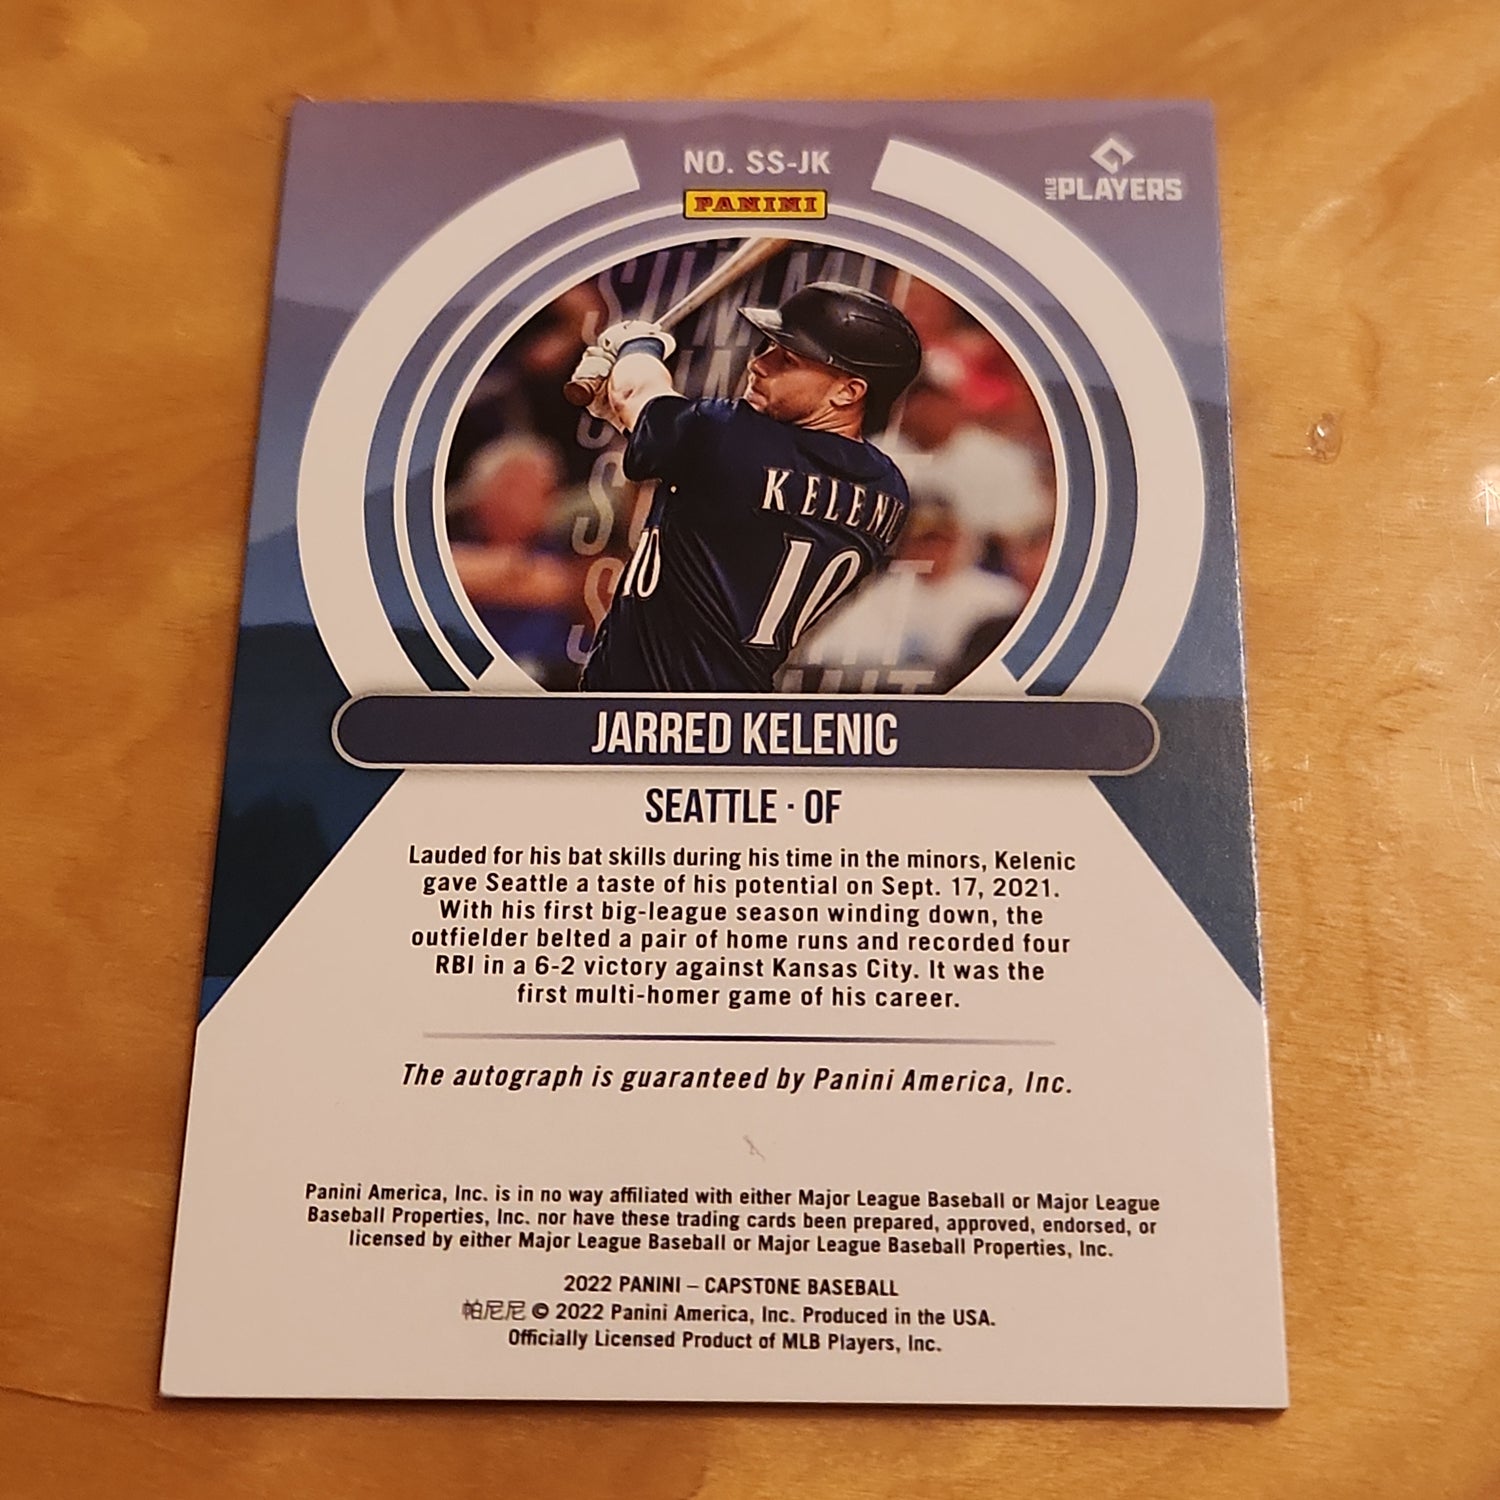 NO. SS-JK
PANINI
MLB PLAYERS
SUMMIT
KELENIC
10
10
JARRED KELENIC
SEATTLE · OF
Lauded for his bat skills during his time in the minors, Kelenic
gave Seattle a taste of his potential on Sept. 17, 2021.
With his first big-league season winding down, the
outfielder belted a pair of home runs and recorded four
RBI in a 6-2 victory against Kansas City. It was the
first multi-homer game of his career.
The autograph is guaranteed by Panini America, Inc.
Panini America, Inc. is in no way affiliated with either Major League Baseball or Major League
Baseball Properties, Inc. nor have these trading cards been prepared, approved, endorsed, or
licensed by either Major League Baseball or Major League Baseball Properties, Inc.
2022 PANINI – CAPSTONE BASEBALL
帕尼尼 © 2022 Panini America, Inc. Produced in the USA.
Officially Licensed Product of MLB Players, Inc.